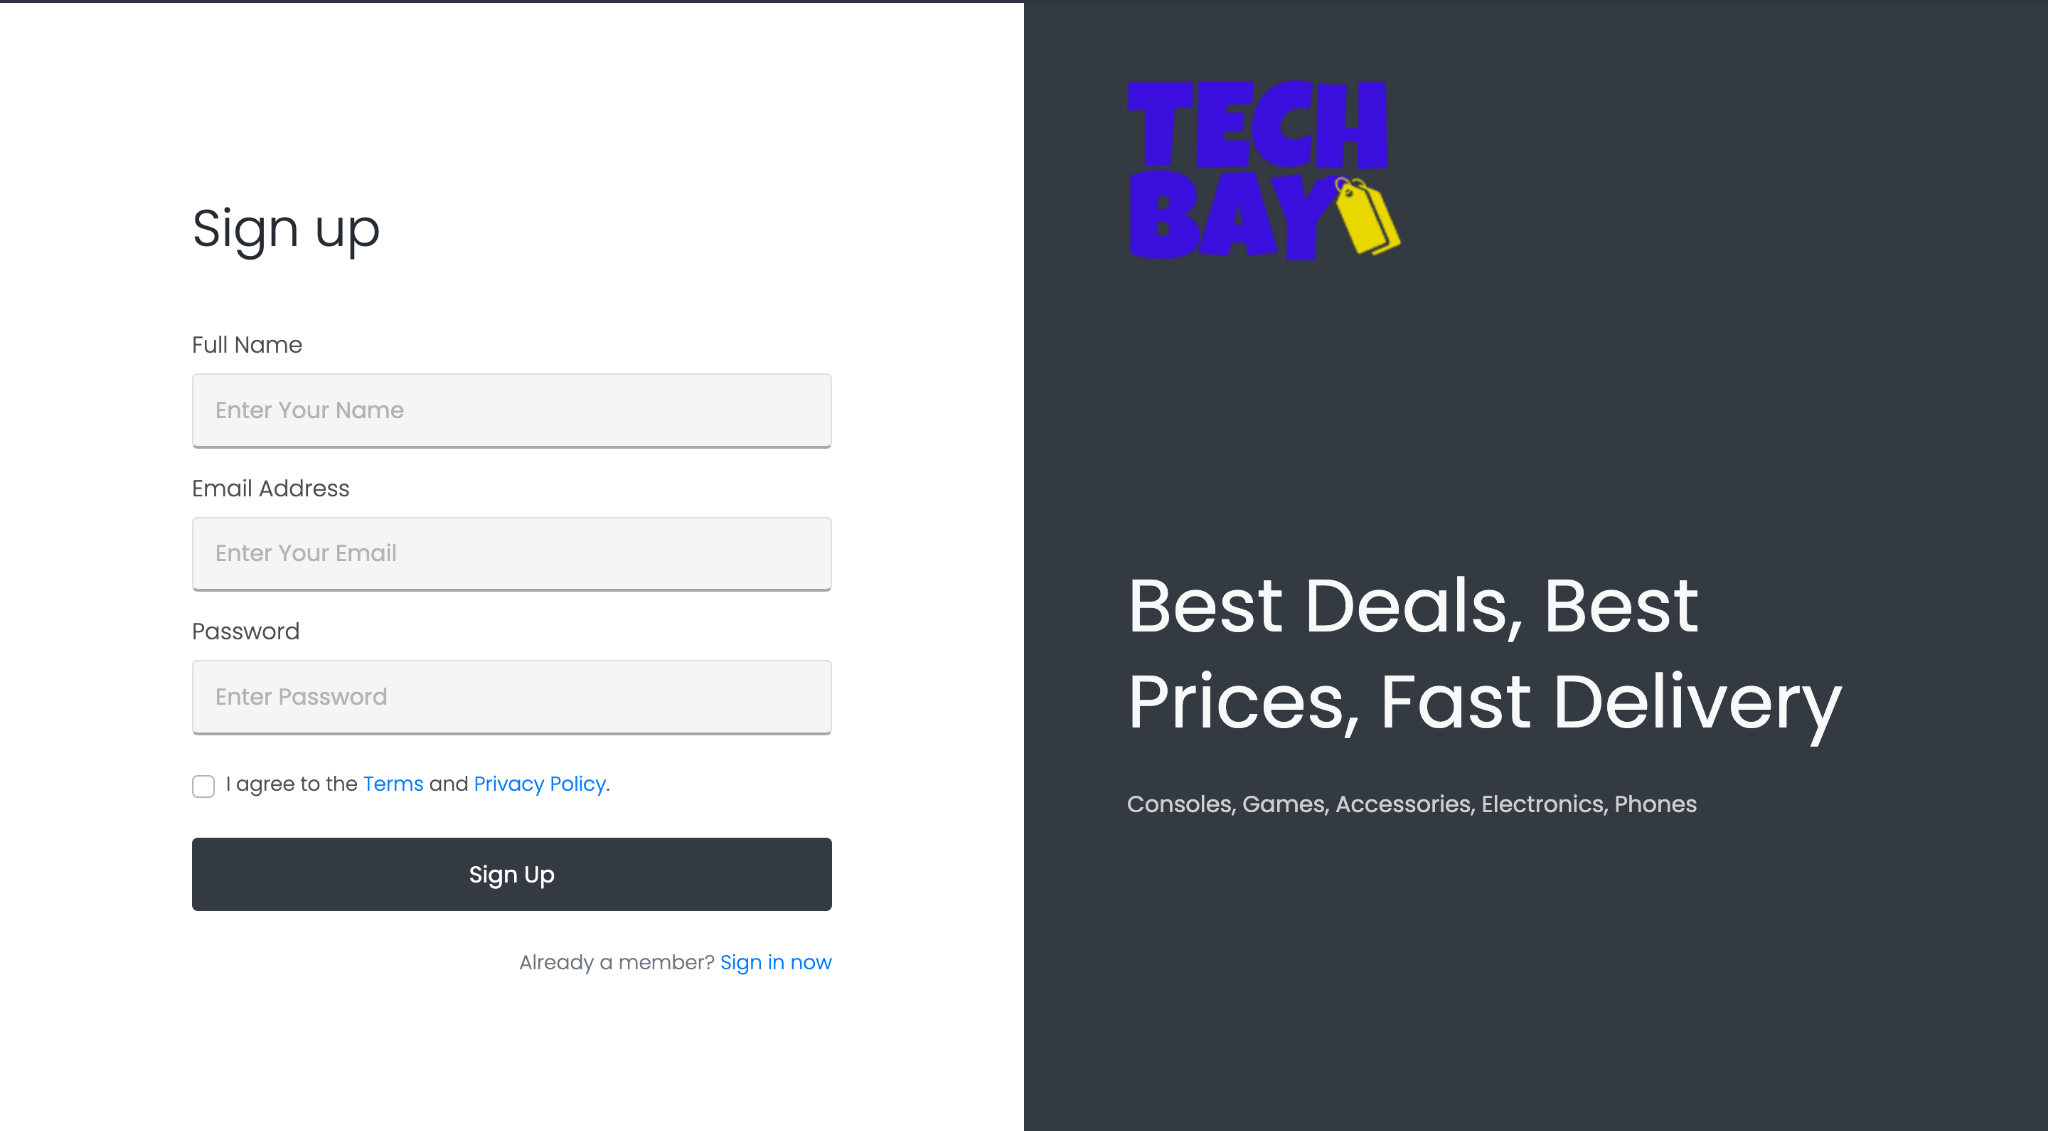 Sign up
Full Name
Enter Your Name
Email Address
Enter Your Email
Password
Enter Password
I agree to the Terms and Privacy Policy.
Sign Up
Already a member? Sign in now
TECH
BAY
Best Deals, Best
Prices, Fast Delivery
Consoles, Games, Accessories, Electronics, Phones